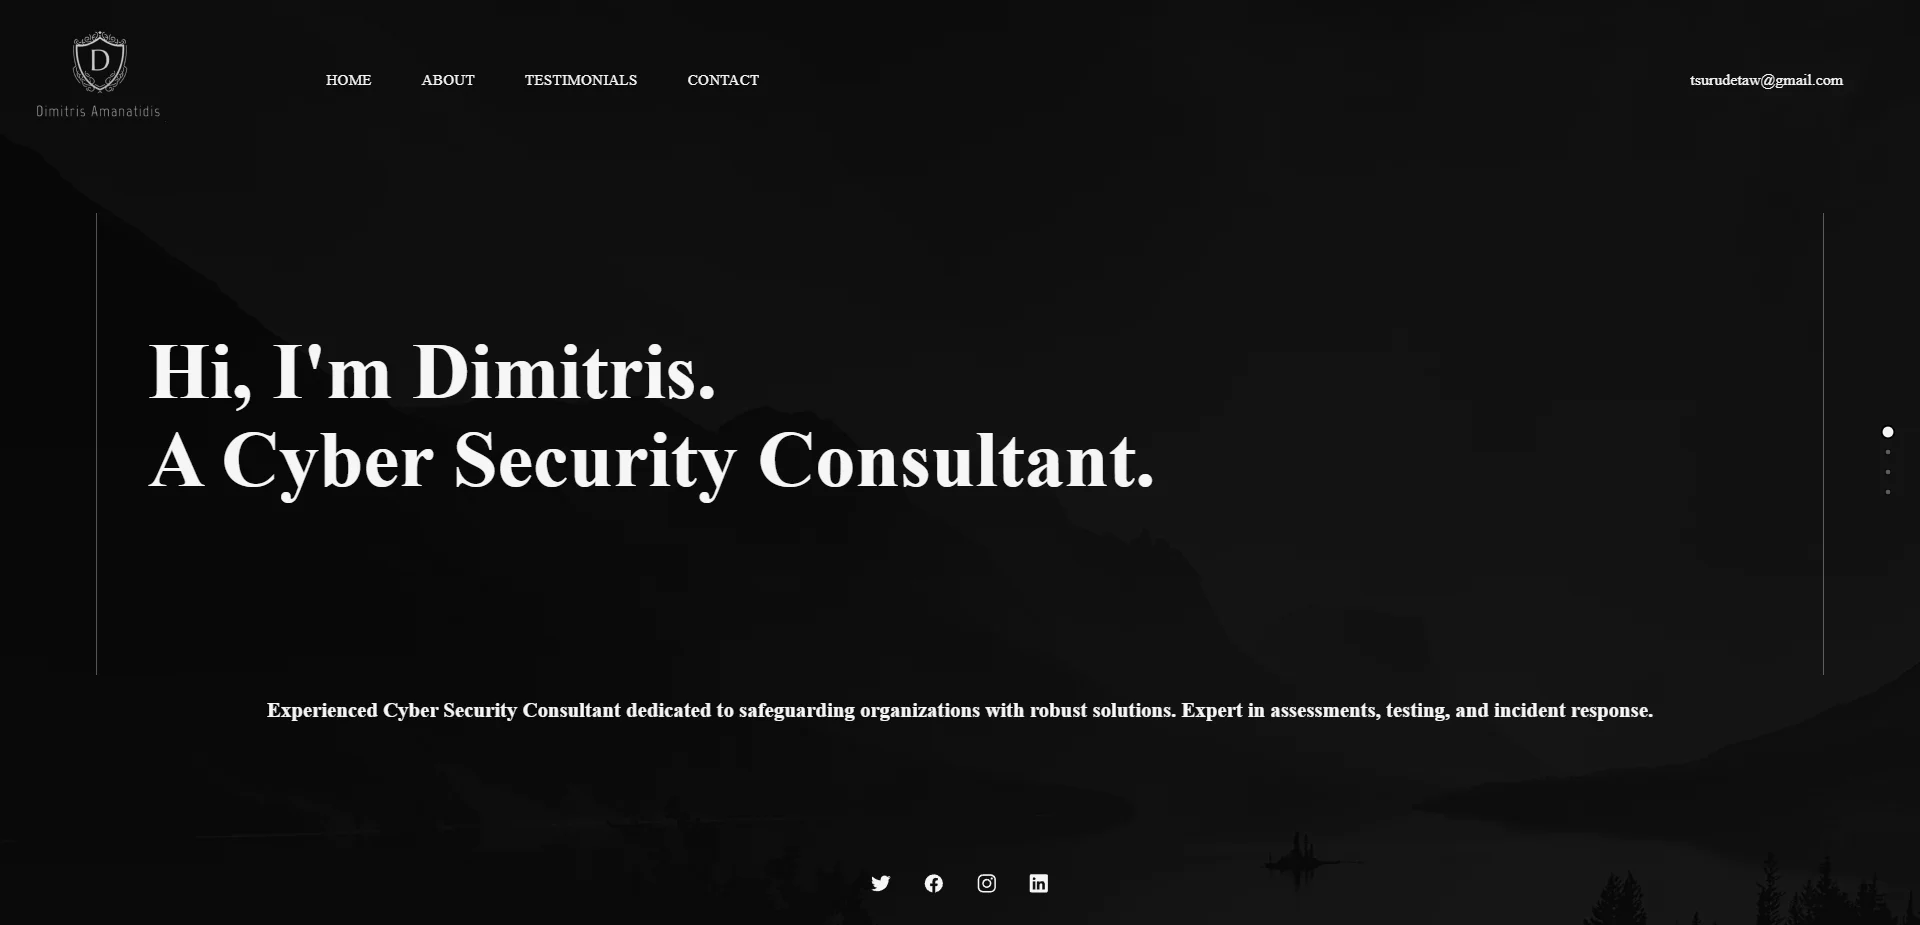 D
Dimitris Amanatidis
HOME
ABOUT
TESTIMONIALS
CONTACT
tsurudetaw@gmail.com
Hi, I'm Dimitris.
A Cyber Security Consultant.
Experienced Cyber Security Consultant dedicated to safeguarding organizations with robust solutions. Expert in assessments, testing, and incident response.